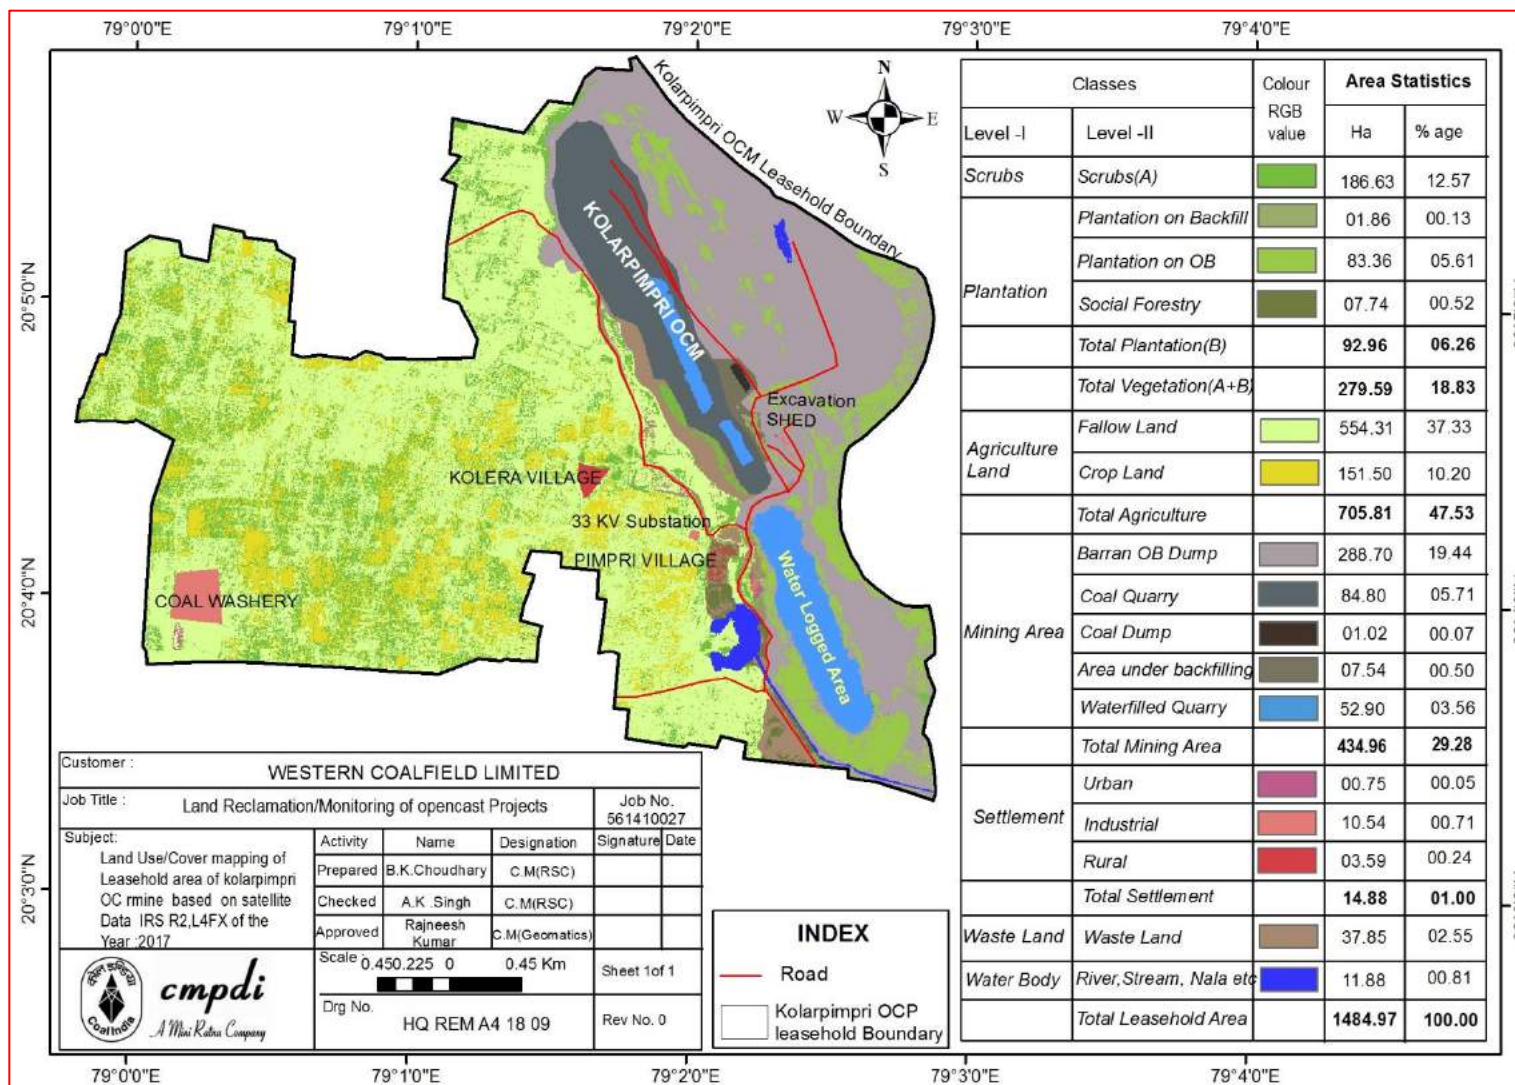 79°0'0"E 79°1'0"E 79°2'0"E 79°3'0"E 79°4'0"E
20°5'0"N
20°4'0"N
20°3'0"N
Kolarpimpri OCM Leasehold Boundary
N
W E
S
KOLARPIMPRI OCM
Excavation
SHED
KOLERA VILLAGE
33 KV Substation
PIMPRI VILLAGE
COAL WASHERY
Water Logged Area
Classes Colour RGB value Area Statistics
Level -I Level -II Ha % age
Scrubs Scrubs(A) 186.63 12.57
Plantation
Plantation on Backfill 01.86 00.13
Plantation on OB 83.36 05.61
Social Forestry 07.74 00.52
Total Plantation(B) 92.96 06.26
Total Vegetation(A+B) 279.59 18.83
Agriculture Land
Fallow Land 554.31 37.33
Crop Land 151.50 10.20
Total Agriculture 705.81 47.53
Mining Area
Barran OB Dump 288.70 19.44
Coal Quarry 84.80 05.71
Coal Dump 01.02 00.07
Area under backfilling 07.54 00.50
Waterfilled Quarry 52.90 03.56
Total Mining Area 434.96 29.28
Settlement
Urban 00.75 00.05
Industrial 10.54 00.71
Rural 03.59 00.24
Total Settlement 14.88 01.00
Waste Land Waste Land 37.85 02.55
Water Body River,Stream, Nala etc 11.88 00.81
Total Leasehold Area 1484.97 100.00
Customer : WESTERN COALFIELD LIMITED
Job Title : Land Reclamation/Monitoring of opencast Projects
Job No.
561410027
Subject:
Land Use/Cover mapping of
Leasehold area of kolarpimpri
OC rmine based on satellite
Data IRS R2,L4FX of the
Year :2017
Activity Name Designation Signature Date
Prepared B.K.Choudhary C.M(RSC)
Checked A.K .Singh C.M(RSC)
Approved Rajneesh Kumar C.M(Geomatics)
Scale 0.450.225 0 0.45 Km
Sheet 1of 1
Drg No.
HQ REM A4 18 09
Rev No. 0
कोल इण्डिया
Coal India
cmpdi
A Mini Ratna Company
INDEX
Road
Kolarpimpri OCP
leasehold Boundary
79°0'0"E 79°1'0"E 79°2'0"E 79°3'0"E 79°4'0"E